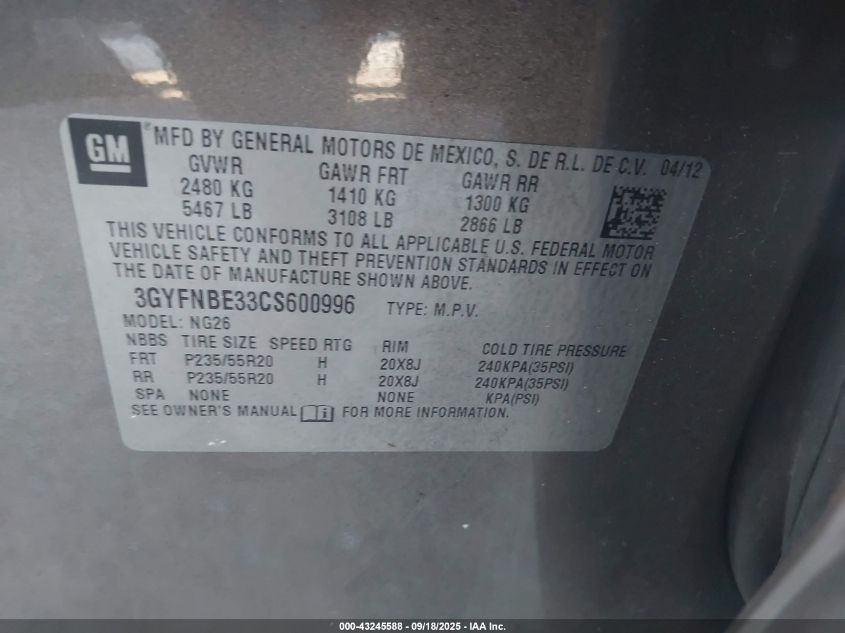 GM ® MFD BY GENERAL MOTORS DE MEXICO, S. DE R.L. DE C.V. 04/12
GVWR GAWR FRT GAWR RR
2480 KG 1410 KG 1300 KG
5467 LB 3108 LB 2866 LB
THIS VEHICLE CONFORMS TO ALL APPLICABLE U.S. FEDERAL MOTOR
VEHICLE SAFETY AND THEFT PREVENTION STANDARDS IN EFFECT ON
THE DATE OF MANUFACTURE SHOWN ABOVE.
3GYFNBE33CS600996 TYPE: M.P.V.
MODEL: NG26
NBBS TIRE SIZE SPEED RTG RIM COLD TIRE PRESSURE
FRT P235/55R20 H 20X8J 240KPA(35PSI)
RR P235/55R20 H 20X8J 240KPA(35PSI)
SPA NONE NONE KPA(PSI)
SEE OWNER'S MANUAL FOR MORE INFORMATION.
000-43245588 - 09/18/2025 - IAA Inc.